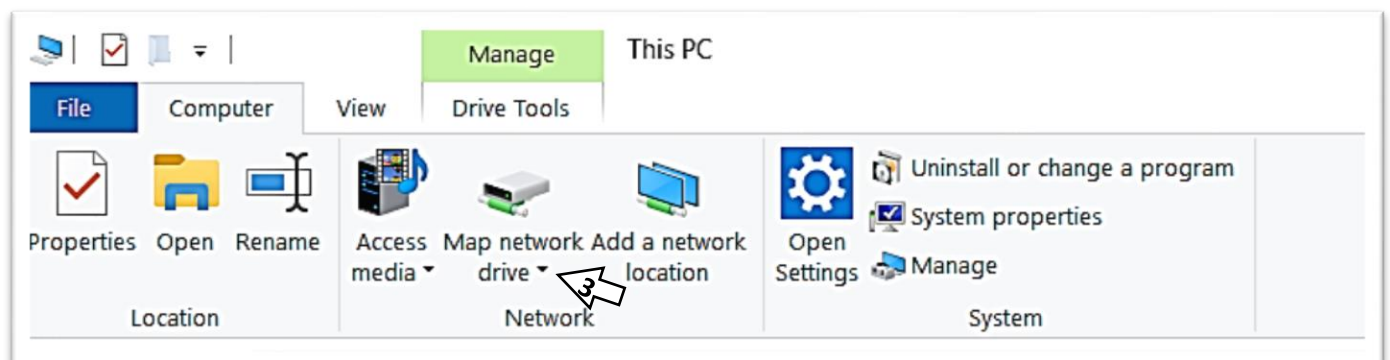 Manage This PC
File Computer View Drive Tools
Properties Open Rename
Access media
Map network drive
3
Add a network location
Location
Network
Open Settings
Uninstall or change a program
System properties
Manage
System